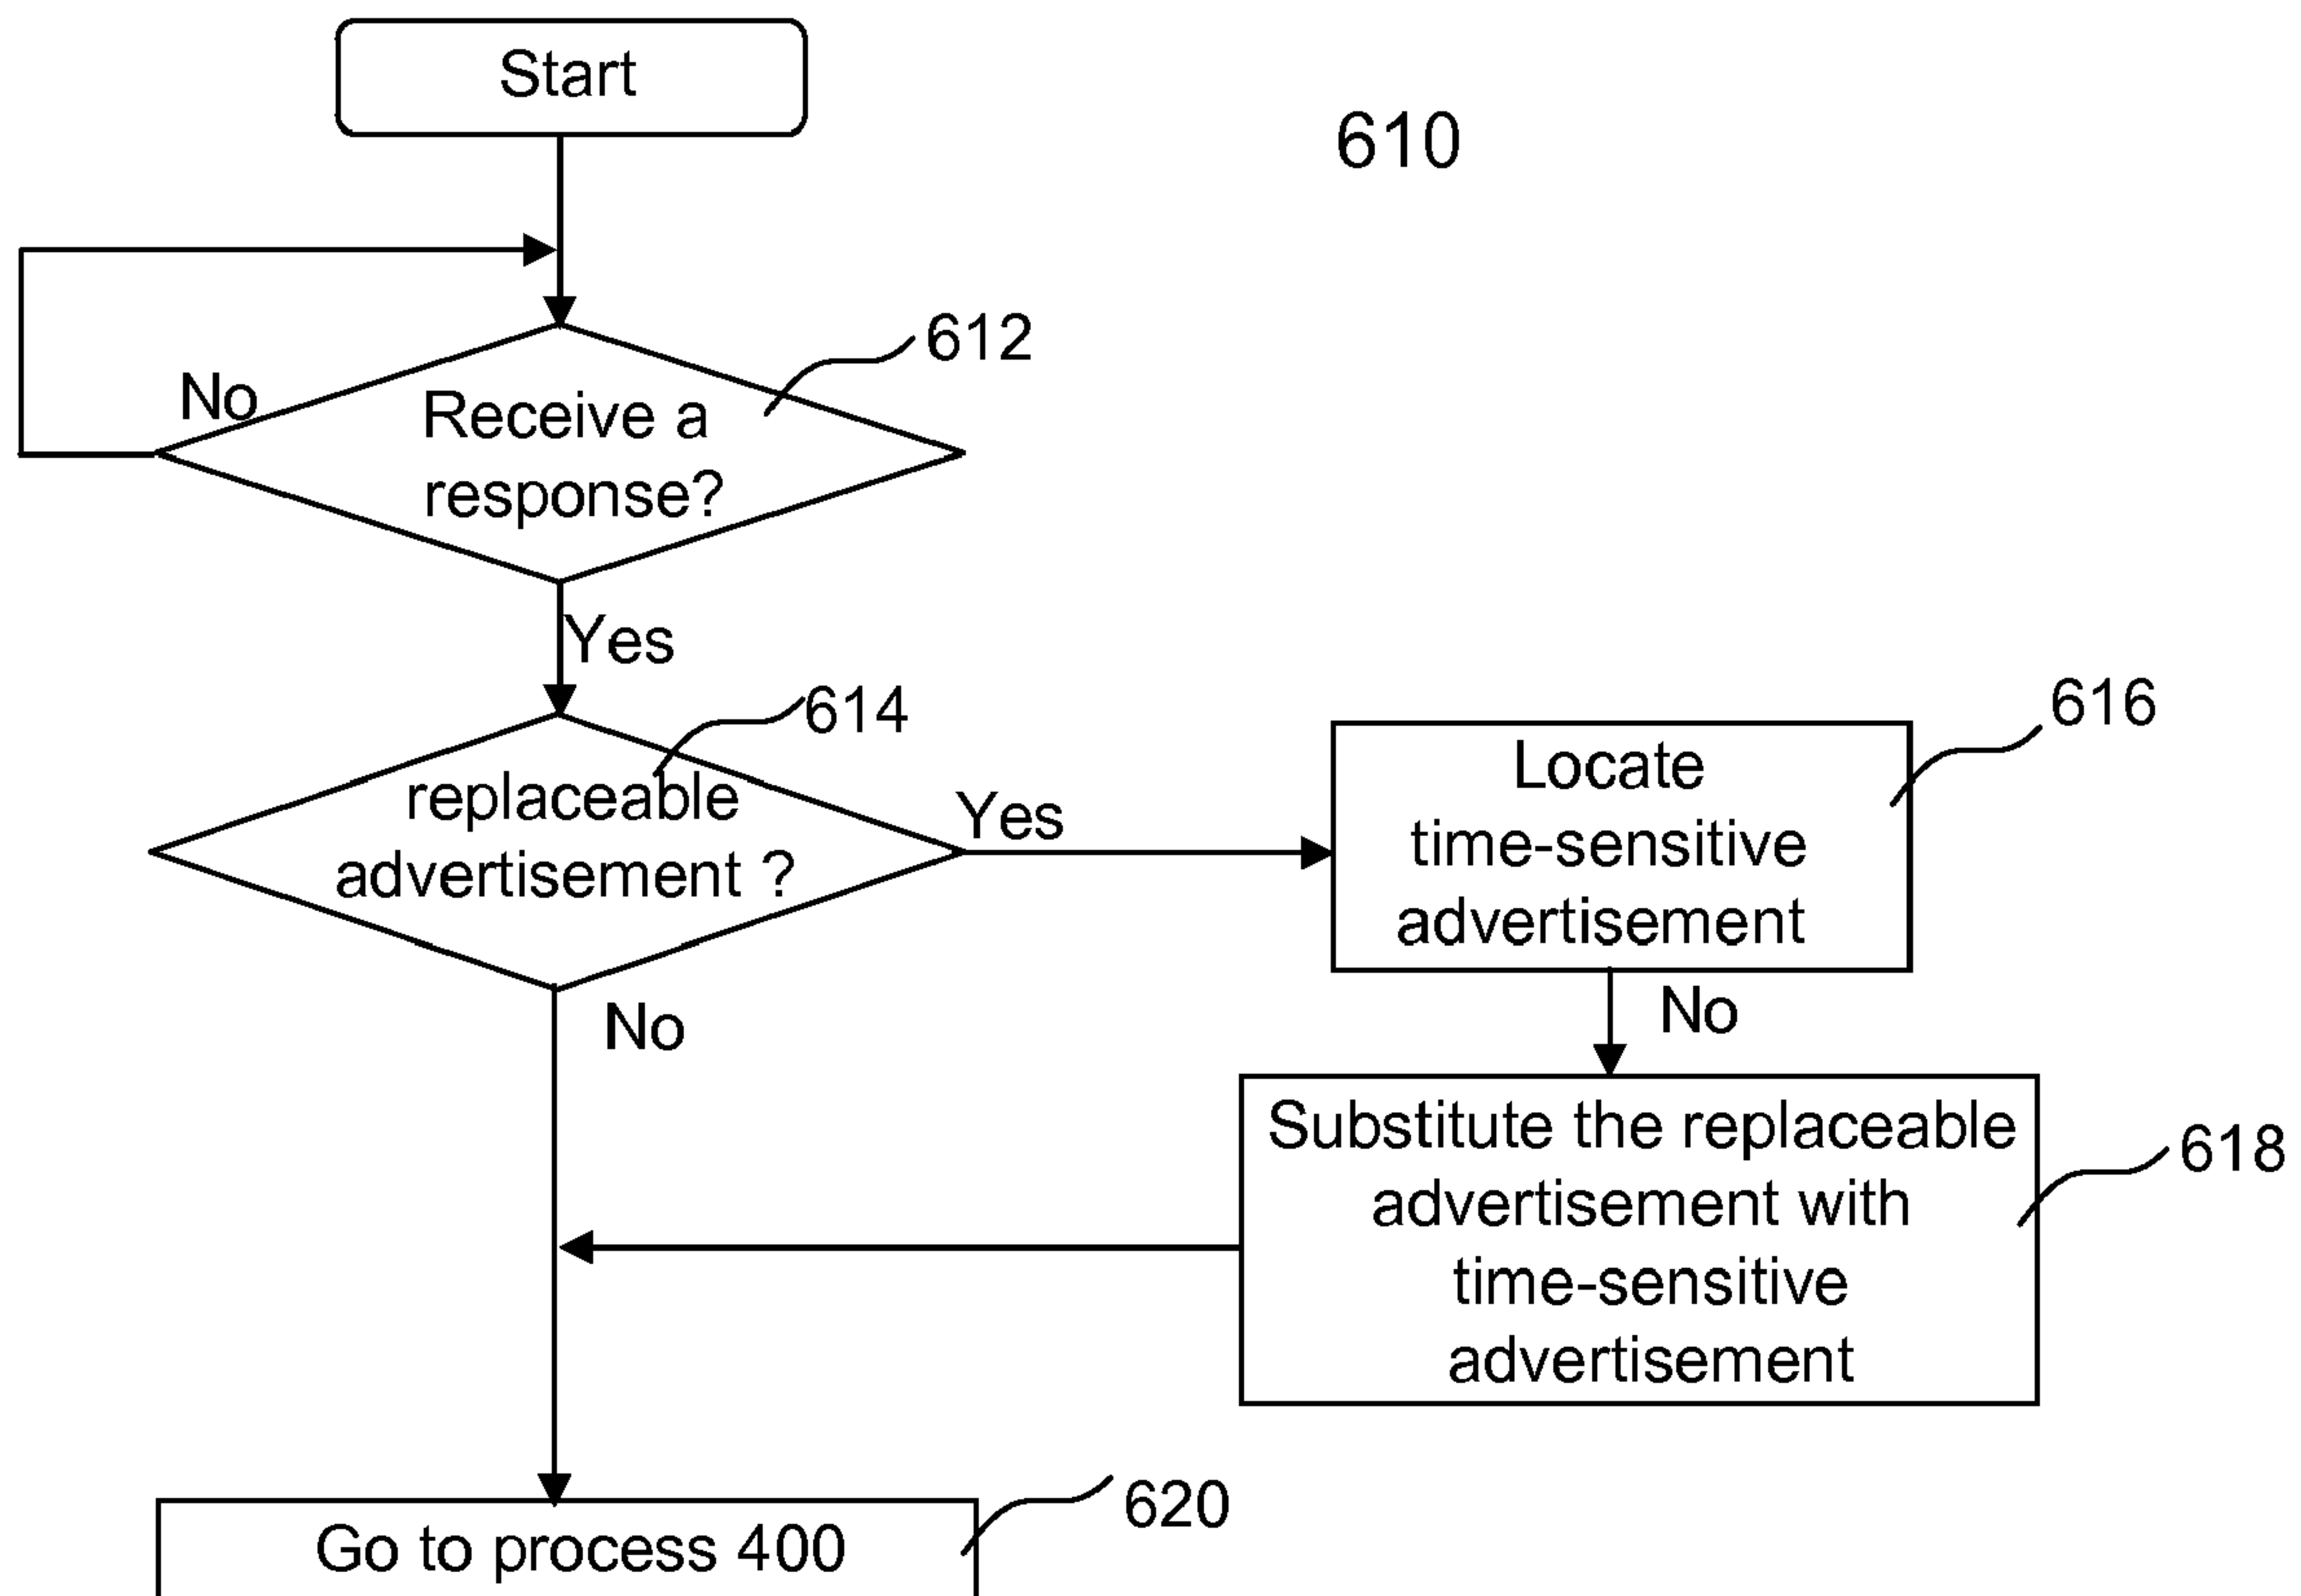 Start
610
612
No
Receive a
response?
Yes
614
replaceable
advertisement ?
Yes
616
Locate
time-sensitive
advertisement
No
No
Substitute the replaceable
advertisement with
time-sensitive
advertisement
618
620
Go to process 400